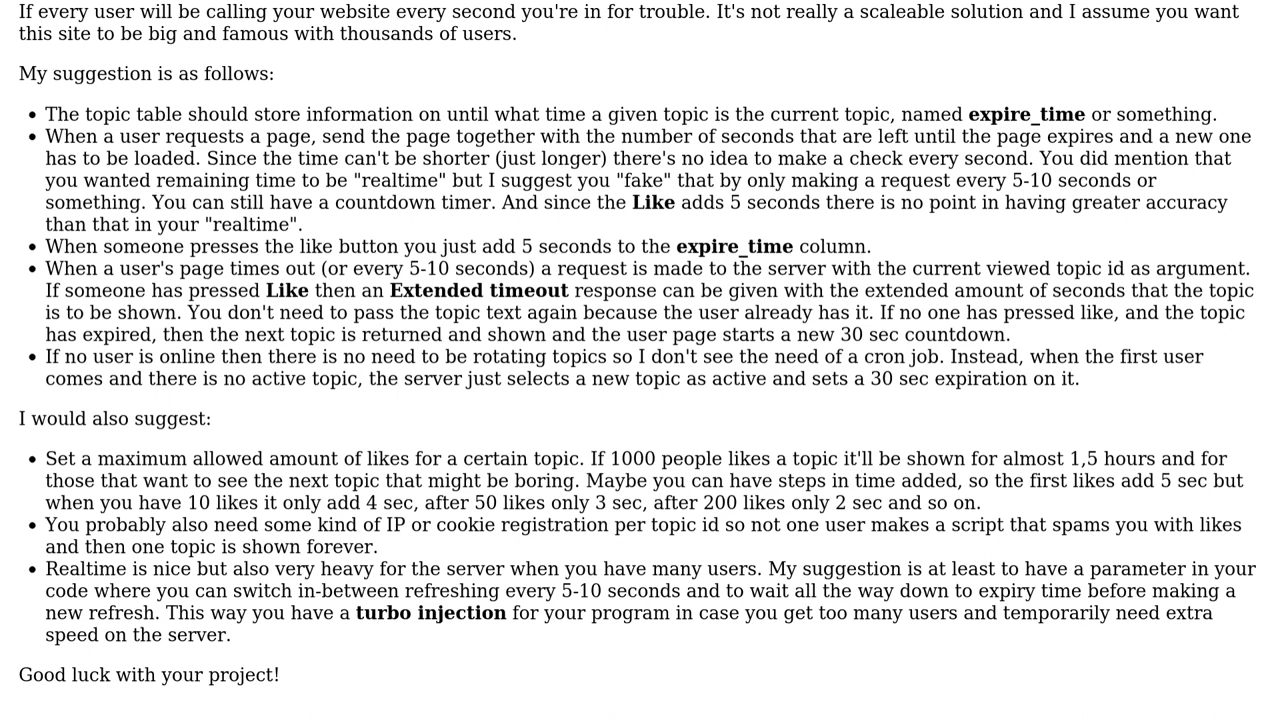 If every user will be calling your website every second you're in for trouble. It's not really a scaleable solution and I assume you want
this site to be big and famous with thousands of users.
My suggestion is as follows:
• The topic table should store information on until what time a given topic is the current topic, named expire_time or something.
• When a user requests a page, send the page together with the number of seconds that are left until the page expires and a new one
has to be loaded. Since the time can't be shorter (just longer) there's no idea to make a check every second. You did mention that
you wanted remaining time to be "realtime" but I suggest you "fake" that by only making a request every 5-10 seconds or
something. You can still have a countdown timer. And since the Like adds 5 seconds there is no point in having greater accuracy
than that in your "realtime".
• When someone presses the like button you just add 5 seconds to the expire_time column.
• When a user's page times out (or every 5-10 seconds) a request is made to the server with the current viewed topic id as argument.
If someone has pressed Like then an Extended timeout response can be given with the extended amount of seconds that the topic
is to be shown. You don't need to pass the topic text again because the user already has it. If no one has pressed like, and the topic
has expired, then the next topic is returned and shown and the user page starts a new 30 sec countdown.
• If no user is online then there is no need to be rotating topics so I don't see the need of a cron job. Instead, when the first user
comes and there is no active topic, the server just selects a new topic as active and sets a 30 sec expiration on it.
I would also suggest:
• Set a maximum allowed amount of likes for a certain topic. If 1000 people likes a topic it'll be shown for almost 1,5 hours and for
those that want to see the next topic that might be boring. Maybe you can have steps in time added, so the first likes add 5 sec but
when you have 10 likes it only add 4 sec, after 50 likes only 3 sec, after 200 likes only 2 sec and so on.
• You probably also need some kind of IP or cookie registration per topic id so not one user makes a script that spams you with likes
and then one topic is shown forever.
• Realtime is nice but also very heavy for the server when you have many users. My suggestion is at least to have a parameter in your
code where you can switch in-between refreshing every 5-10 seconds and to wait all the way down to expiry time before making a
new refresh. This way you have a turbo injection for your program in case you get too many users and temporarily need extra
speed on the server.
Good luck with your project!